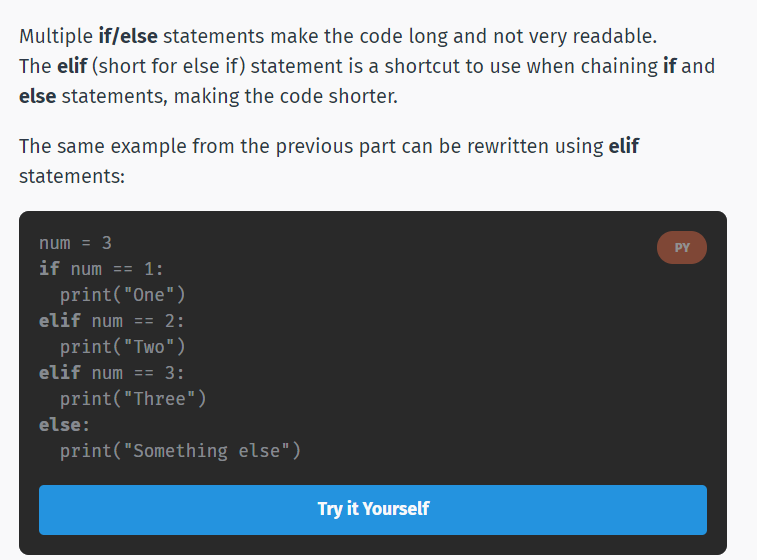 Multiple if/else statements make the code long and not very readable.
The elif (short for else if) statement is a shortcut to use when chaining if and
else statements, making the code shorter.
The same example from the previous part can be rewritten using elif
statements:
PY
num = 3
if num == 1:
  print("One")
elif num == 2:
  print("Two")
elif num == 3:
  print("Three")
else:
  print("Something else")
Try it Yourself